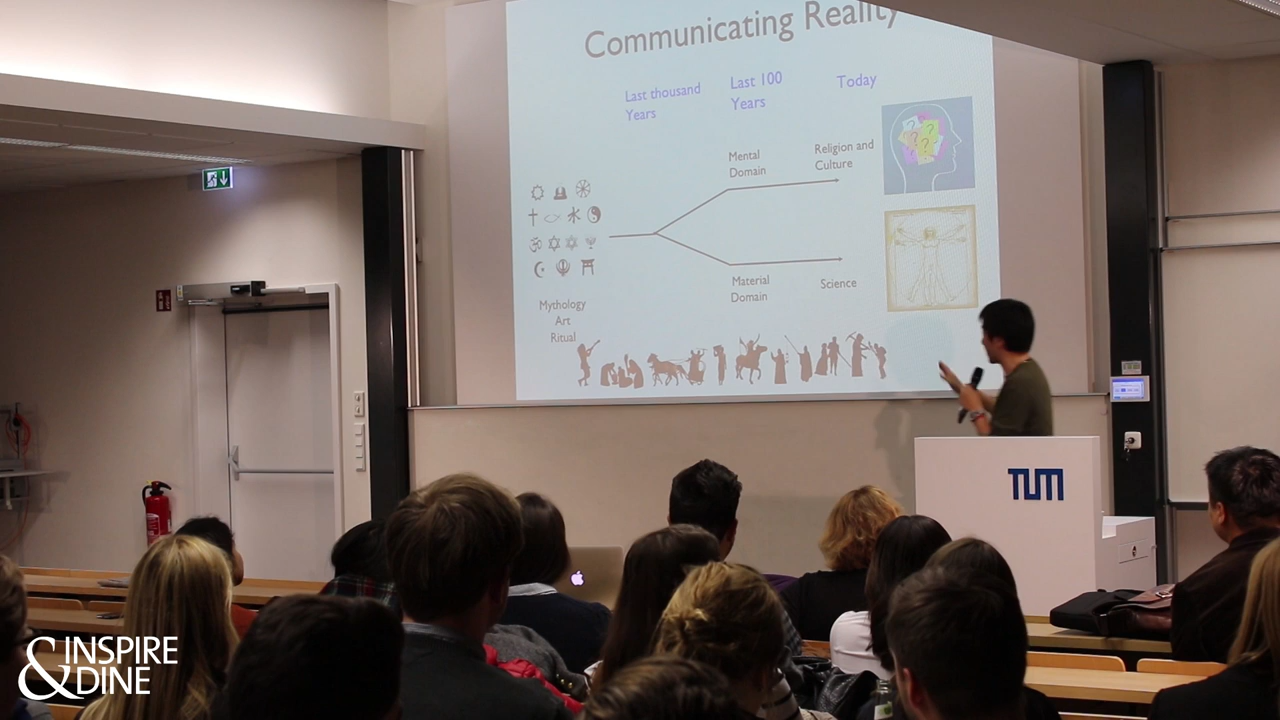 Communicating Reality
Last thousand
Years
Last 100
Years
Today
Mental
Domain
Religion and
Culture
Material
Domain
Science
Mythology
Art
Ritual
TUM
INSPIRE
&DINE